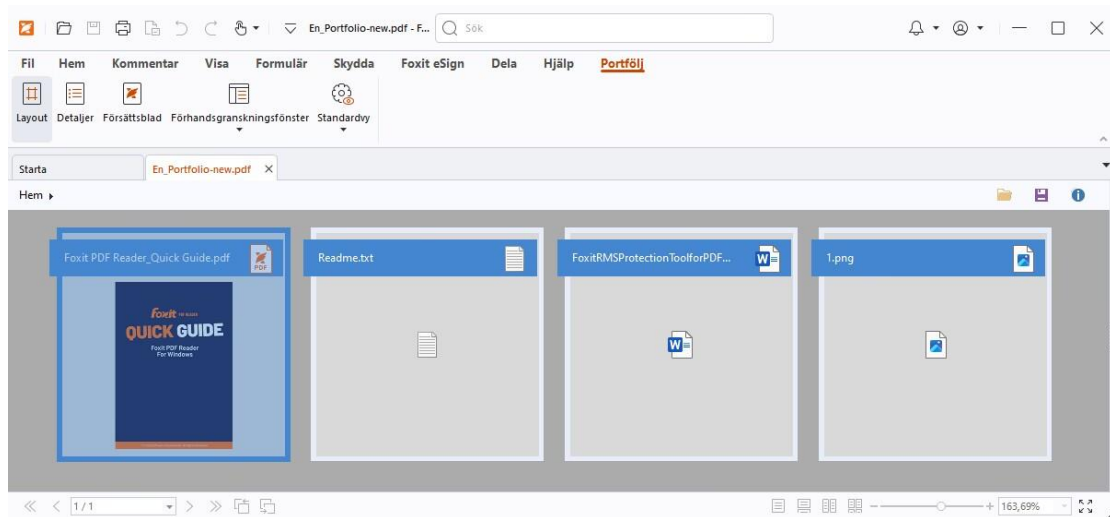 En_Portfolio-new.pdf - F... Sök
Fil Hem Kommentar Visa Formulär Skydda Foxit eSign Dela Hjälp Portfölj
Layout Detaljer Försättsblad Förhandsgranskningsfönster Standardvy
Starta En_Portfolio-new.pdf
Hem
Foxit PDF Reader_Quick Guide.pdf PDF Readme.txt FoxitRMSProtectionToolforPDF... W 1.png
Foxit
QUICK GUIDE
Foxit PDF Reader
For Windows
W
1 / 1 163,69%